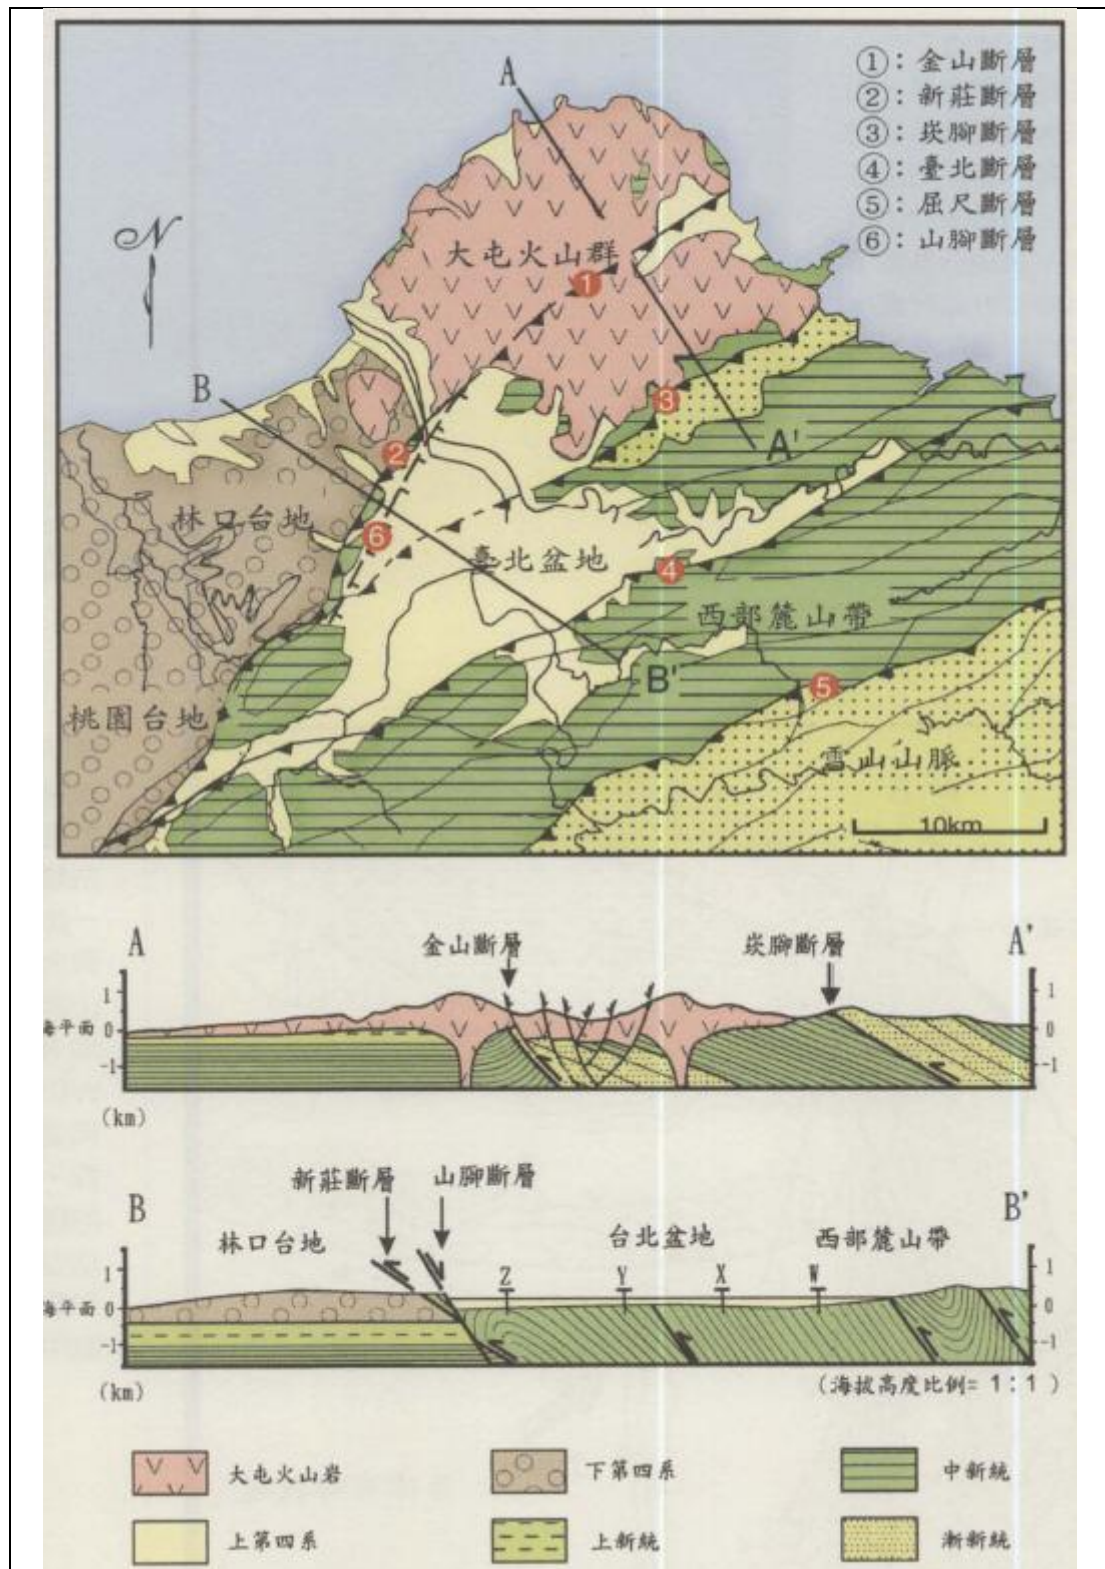 ①：金山斷層
②：新莊斷層
③：崁腳斷層
④：臺北斷層
⑤：屈尺斷層
⑥：山腳斷層
A
N
大屯火山群
1
B
3
A'
2
林口台地
6
臺北盆地
4
西部麓山帶
B'
5
桃園台地
雪山山脈
10km
A
金山斷層
崁腳斷層
A'
1
1
海平面 0
0
-1
-1
(km)
新莊斷層
山腳斷層
B
林口台地
台北盆地
西部麓山帶
B'
1
Z
Y
X
W
1
海平面 0
0
-1
-1
(km)
(海拔高度比例= 1:1 )
大屯火山岩
下第四系
中新統
上第四系
上新統
漸新統